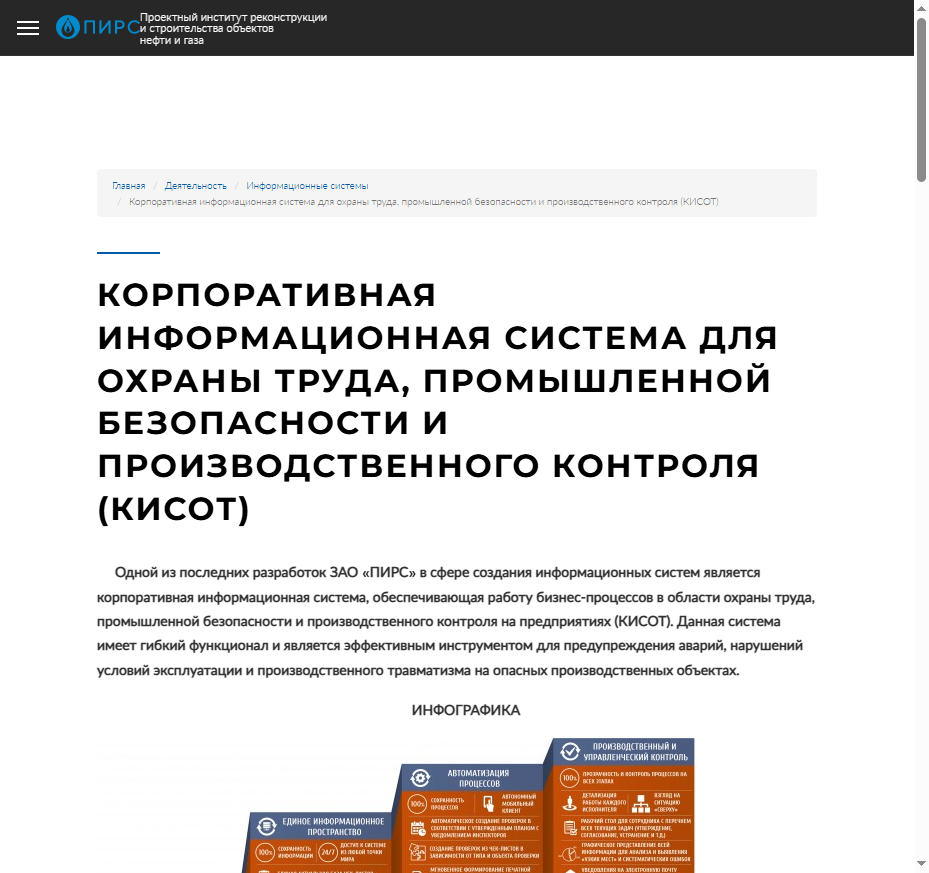 ПИРС
Проектный институт реконструкции
и строительства объектов
нефти и газа
Главная / Деятельность / Информационные системы
/ Корпоративная информационная система для охраны труда, промышленной безопасности и производственного контроля (КИСОТ)
КОРПОРАТИВНАЯ
ИНФОРМАЦИОННАЯ СИСТЕМА ДЛЯ
ОХРАНЫ ТРУДА, ПРОМЫШЛЕННОЙ
БЕЗОПАСНОСТИ И
ПРОИЗВОДСТВЕННОГО КОНТРОЛЯ
(КИСОТ)
Одной из последних разработок ЗАО «ПИРС» в сфере создания информационных систем является
корпоративная информационная система, обеспечивающая работу бизнес-процессов в области охраны труда,
промышленной безопасности и производственного контроля на предприятиях (КИСОТ). Данная система
имеет гибкий функционал и является эффективным инструментом для предупреждения аварий, нарушений
условий эксплуатации и производственного травматизма на опасных производственных объектах.
ИНФОГРАФИКА
ЕДИНОЕ ИНФОРМАЦИОННОЕ
ПРОСТРАНСТВО
100%
СОХРАННОСТЬ
ИНФОРМАЦИИ
24/7
ДОСТУП К СИСТЕМЕ
ИЗ ЛЮБОЙ ТОЧКИ
МИРА
АВТОМАТИЗАЦИЯ
ПРОЦЕССОВ
100%
СОХРАННОСТЬ
ПРОЦЕССОВ
АВТОНОМНЫЙ
МОБИЛЬНЫЙ
КЛИЕНТ
АВТОМАТИЧЕСКОЕ СОЗДАНИЕ ПРОВЕРОК В
СООТВЕТСТВИИ С УТВЕРЖДЕННЫМ ПЛАНОМ С
УВЕДОМЛЕНИЕМ ИНСПЕКТОРОВ
СОЗДАНИЕ ПРОВЕРОК ИЗ ЧЕК-ЛИСТОВ В
ЗАВИСИМОСТИ ОТ ТИПА И ОБЪЕКТА ПРОВЕРКИ
МГНОВЕННОЕ ФОРМИРОВАНИЕ ПЕЧАТНОЙ
ПРОИЗВОДСТВЕННЫЙ И
УПРАВЛЕНЧЕСКИЙ КОНТРОЛЬ
100%
ПРОЗРАЧНОСТЬ И КОНТРОЛЬ ПРОЦЕССОВ НА
ВСЕХ ЭТАПАХ
ДЕТАЛИЗАЦИЯ
РАБОТЫ КАЖДОГО
ИСПОЛНИТЕЛЯ
ВЗГЛЯД НА
СИТУАЦИЮ
«СВЕРХУ»
РАБОЧИЙ СТОЛ ДЛЯ СОТРУДНИКА С ПЕРЕЧНЕМ
ВСЕХ ТЕКУЩИХ ЗАДАЧ (УТВЕРЖДЕНИЕ,
СОГЛАСОВАНИЕ, УСТРАНЕНИЕ И Т.Д.)
ГРАФИЧЕСКОЕ ПРЕДСТАВЛЕНИЕ ВСЕЙ
ИНФОРМАЦИИ ДЛЯ АНАЛИЗА И ВЫЯВЛЕНИЯ
«УЗКИХ МЕСТ» И СИСТЕМАТИЧЕСКИХ ОШИБОК
УВЕДОМЛЕНИЯ НА ЭЛЕКТРОННУЮ ПОЧТУ